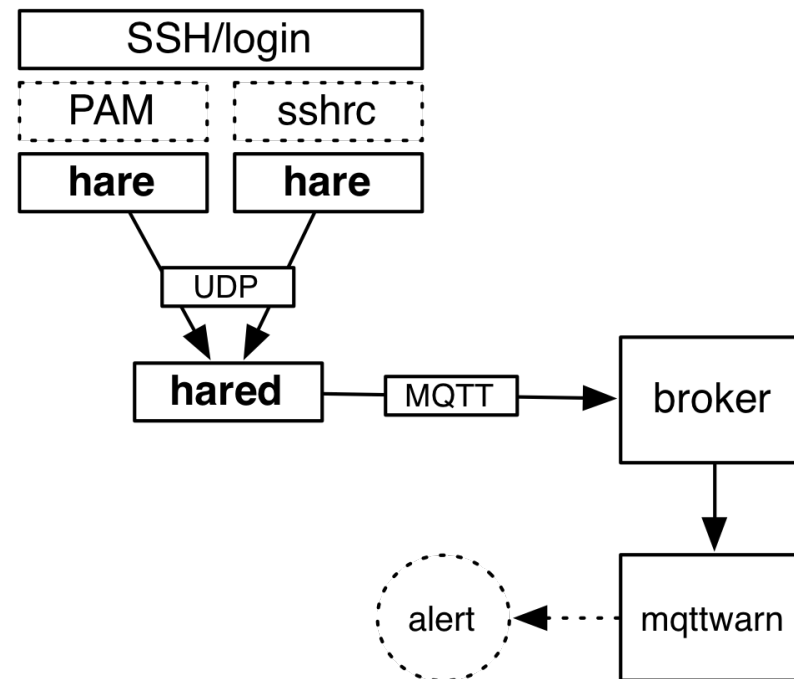 SSH/login
PAM
sshrc
hare
hare
UDP
hared
MQTT
broker
alert
mqttwarn